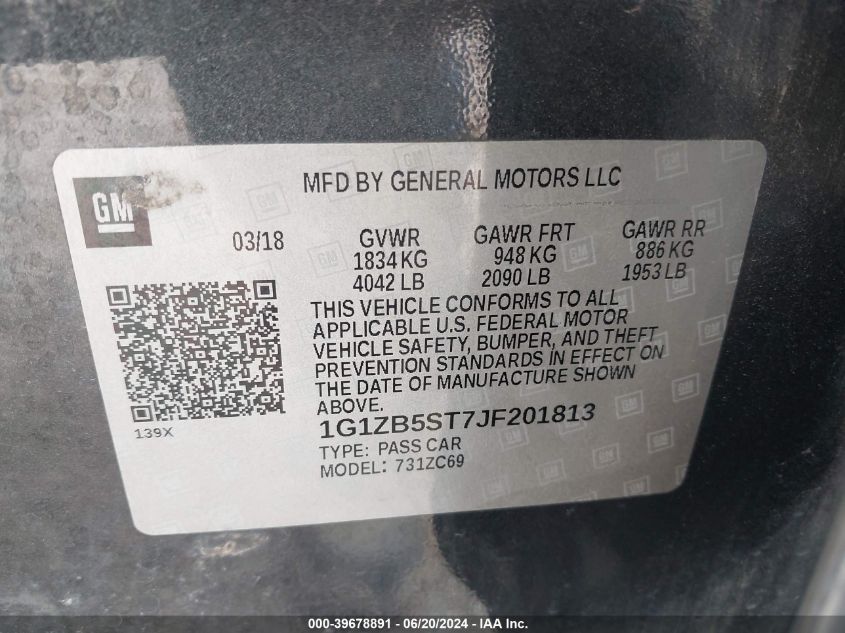 GM
MFD BY GENERAL MOTORS LLC
03/18
GVWR GAWR FRT GAWR RR
1834 KG 948 KG 886 KG
4042 LB 2090 LB 1953 LB
THIS VEHICLE CONFORMS TO ALL
APPLICABLE U.S. FEDERAL MOTOR
VEHICLE SAFETY, BUMPER, AND THEFT
PREVENTION STANDARDS IN EFFECT ON
THE DATE OF MANUFACTURE SHOWN
ABOVE.
139X
1G1ZB5ST7JF201813
TYPE: PASS CAR
MODEL: 731ZC69
000-39678891 - 06/20/2024 - IAA Inc.